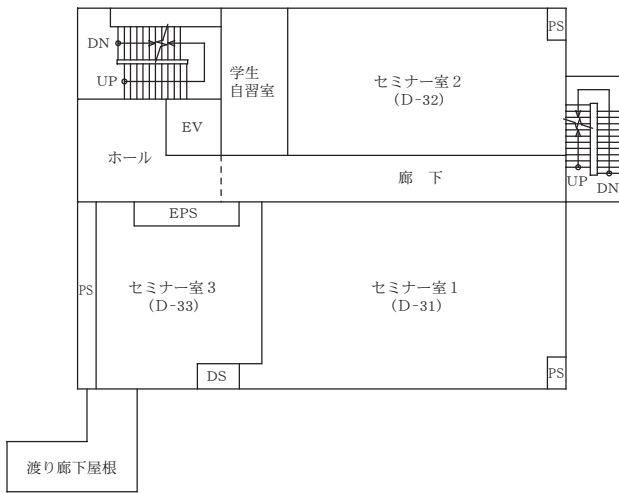 PS
DN
UP
学生
自習室
セミナー室2
(D-32)
EV
ホール
廊 下
UP
DN
EPS
PS
セミナー室3
(D-33)
セミナー室1
(D-31)
DS
PS
渡り廊下屋根